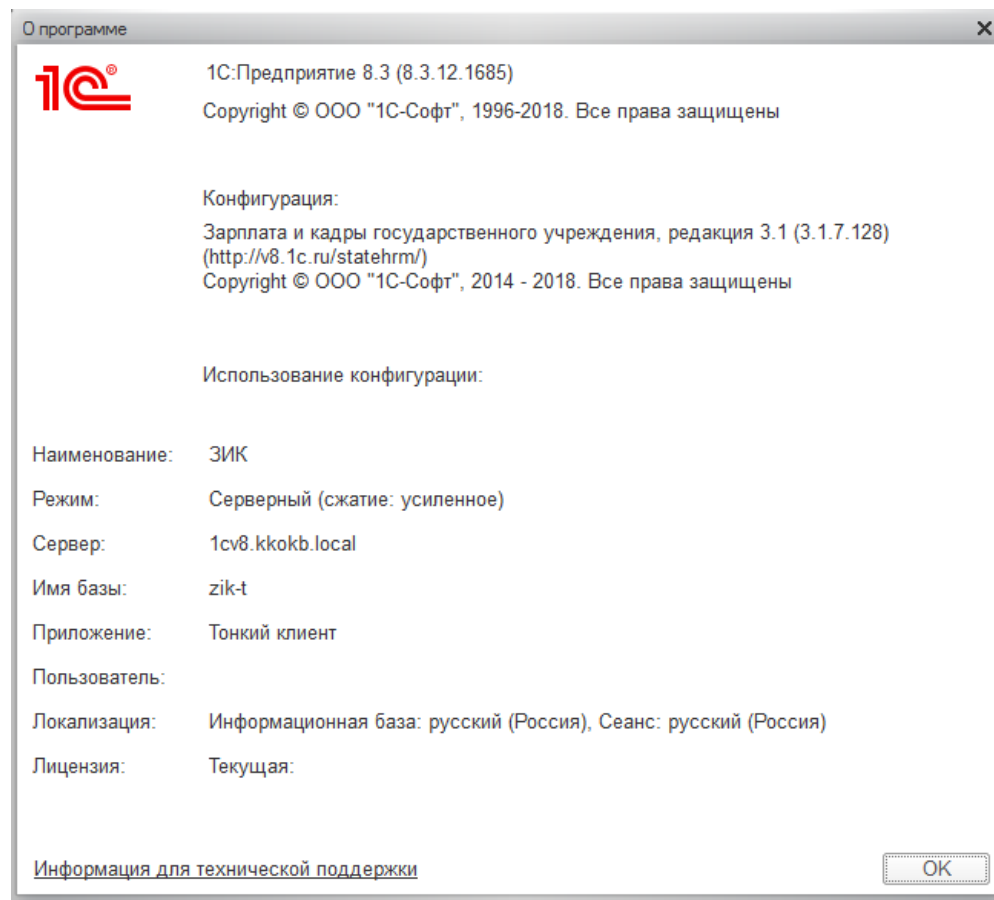 О программе
1С®
1С:Предприятие 8.3 (8.3.12.1685)
Copyright © ООО "1С-Софт", 1996-2018. Все права защищены
Конфигурация:
Зарплата и кадры государственного учреждения, редакция 3.1 (3.1.7.128)
(http://v8.1c.ru/statehrm/)
Copyright © ООО "1С-Софт", 2014 - 2018. Все права защищены
Использование конфигурации:
Наименование: ЗИК
Режим: Серверный (сжатие: усиленное)
Сервер: 1cv8.kkokb.local
Имя базы: zik-t
Приложение: Тонкий клиент
Пользователь:
Локализация: Информационная база: русский (Россия), Сеанс: русский (Россия)
Лицензия: Текущая:
Информация для технической поддержки
OK